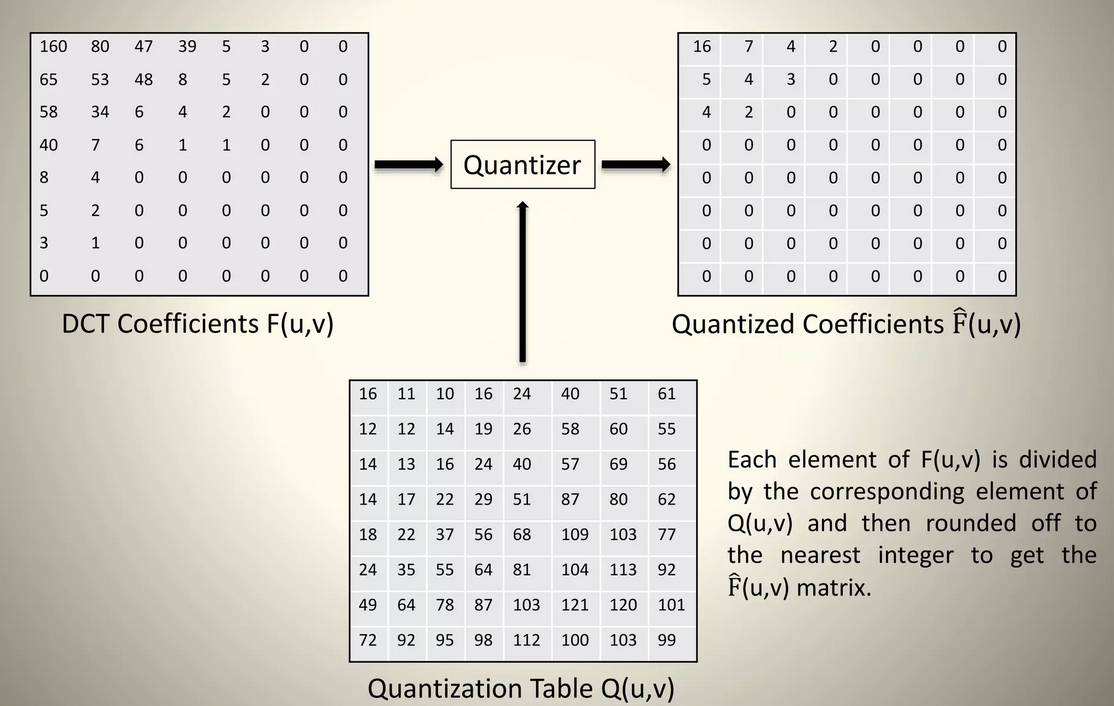 160 80 47 39 5 3 0 0
65 53 48 8 5 2 0 0
58 34 6 4 2 0 0 0
40 7 6 1 1 0 0 0
8 4 0 0 0 0 0 0
5 2 0 0 0 0 0 0
3 1 0 0 0 0 0 0
0 0 0 0 0 0 0 0
DCT Coefficients F(u,v)
Quantizer
16 7 4 2 0 0 0 0
5 4 3 0 0 0 0 0
4 2 0 0 0 0 0 0
0 0 0 0 0 0 0 0
0 0 0 0 0 0 0 0
0 0 0 0 0 0 0 0
0 0 0 0 0 0 0 0
0 0 0 0 0 0 0 0
Quantized Coefficients F̂(u,v)
16 11 10 16 24 40 51 61
12 12 14 19 26 58 60 55
14 13 16 24 40 57 69 56
14 17 22 29 51 87 80 62
18 22 37 56 68 109 103 77
24 35 55 64 81 104 113 92
49 64 78 87 103 121 120 101
72 92 95 98 112 100 103 99
Quantization Table Q(u,v)
Each element of F(u,v) is divided
by the corresponding element of
Q(u,v) and then rounded off to
the nearest integer to get the
F̂(u,v) matrix.